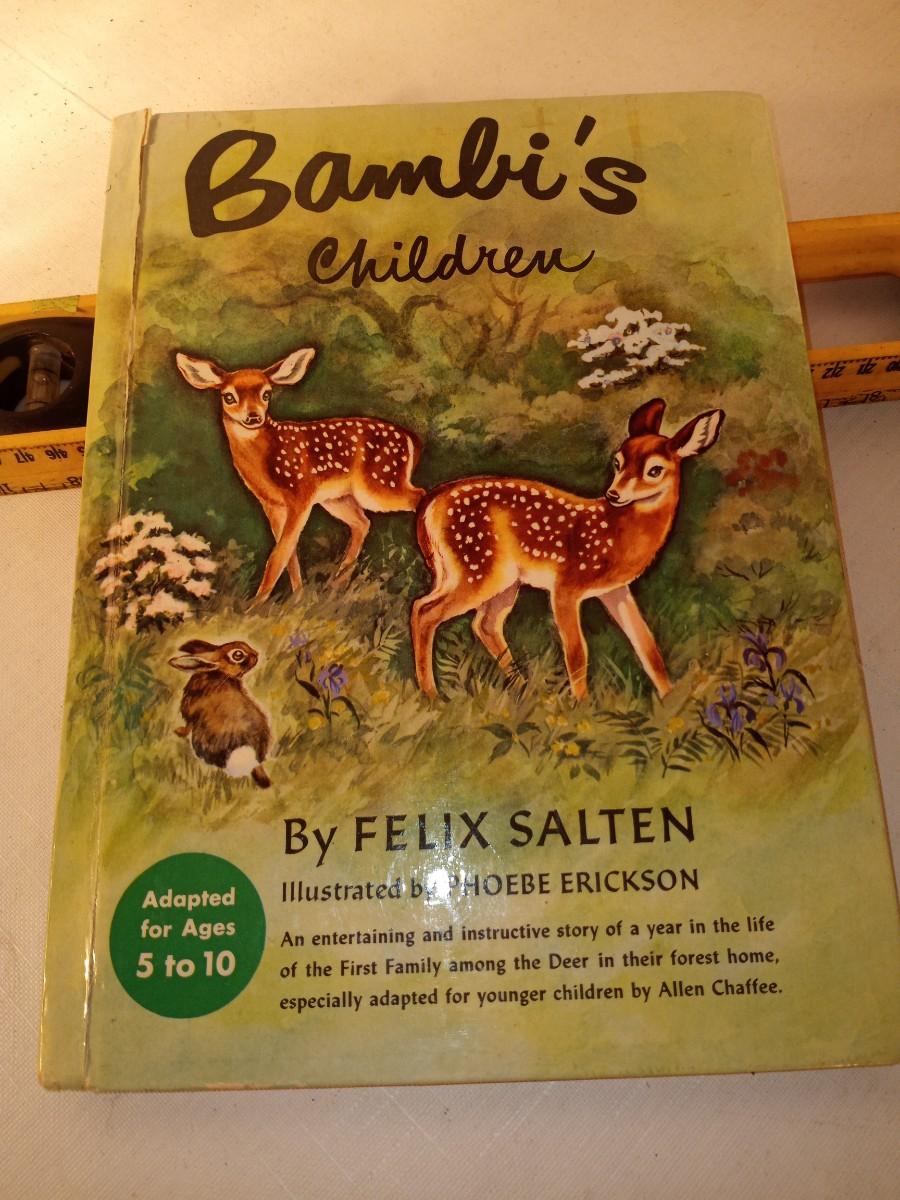 Bambi's
Children
By FELIX SALTEN
Illustrated by PHOEBE ERICKSON
Adapted
for Ages
5 to 10
An entertaining and instructive story of a year in the life
of the First Family among the Deer in their forest home,
especially adapted for younger children by Allen Chaffee.